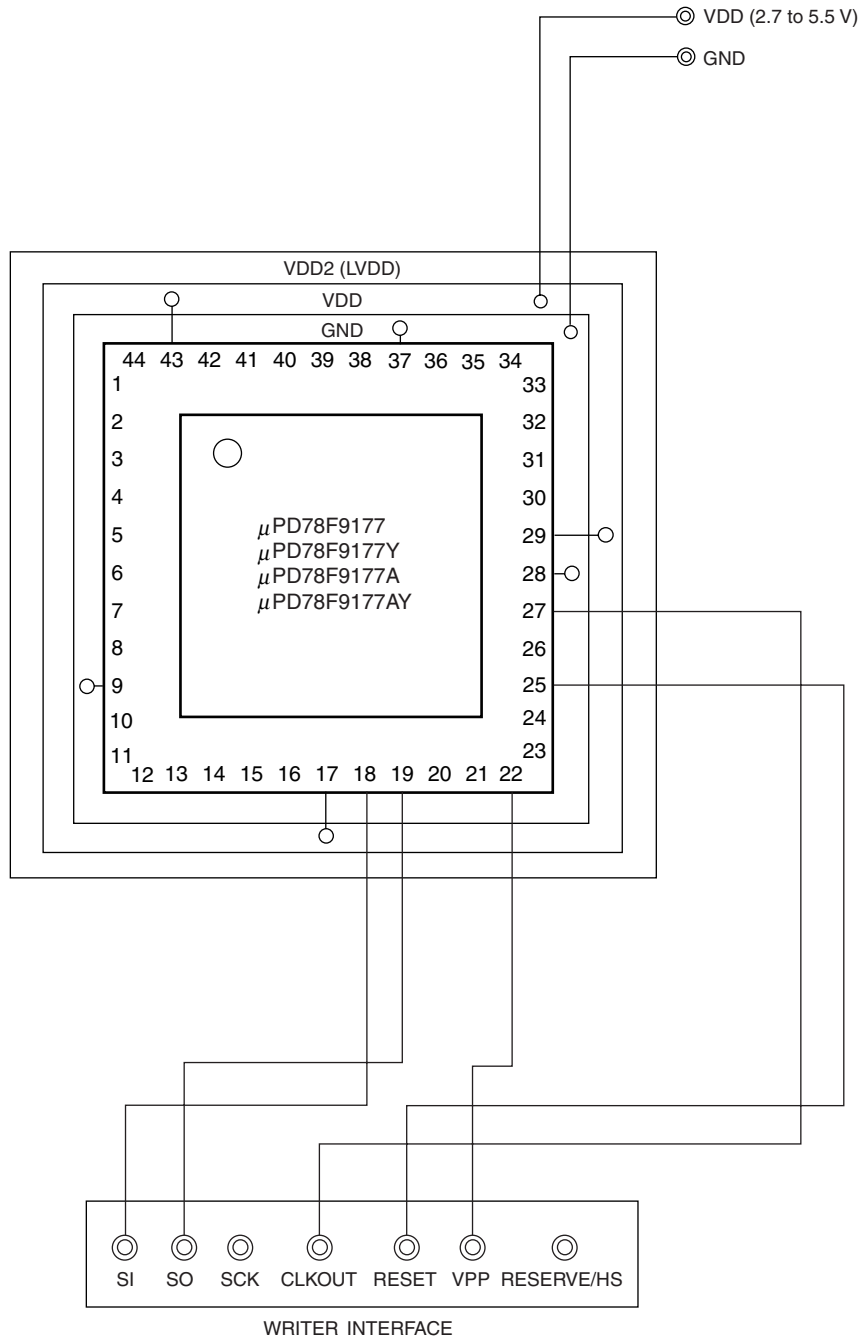 VDD (2.7 to 5.5 V)
GND
VDD2 (LVDD)
VDD
GND
44 43 42 41 40 39 38 37 36 35 34
1 33
2 32
3 31
4 30
5 29
6 28
7 27
8 26
9 25
10 24
11 23
12 13 14 15 16 17 18 19 20 21 22
μPD78F9177
μPD78F9177Y
μPD78F9177A
μPD78F9177AY
SI SO SCK CLKOUT RESET VPP RESERVE/HS
WRITER INTERFACE